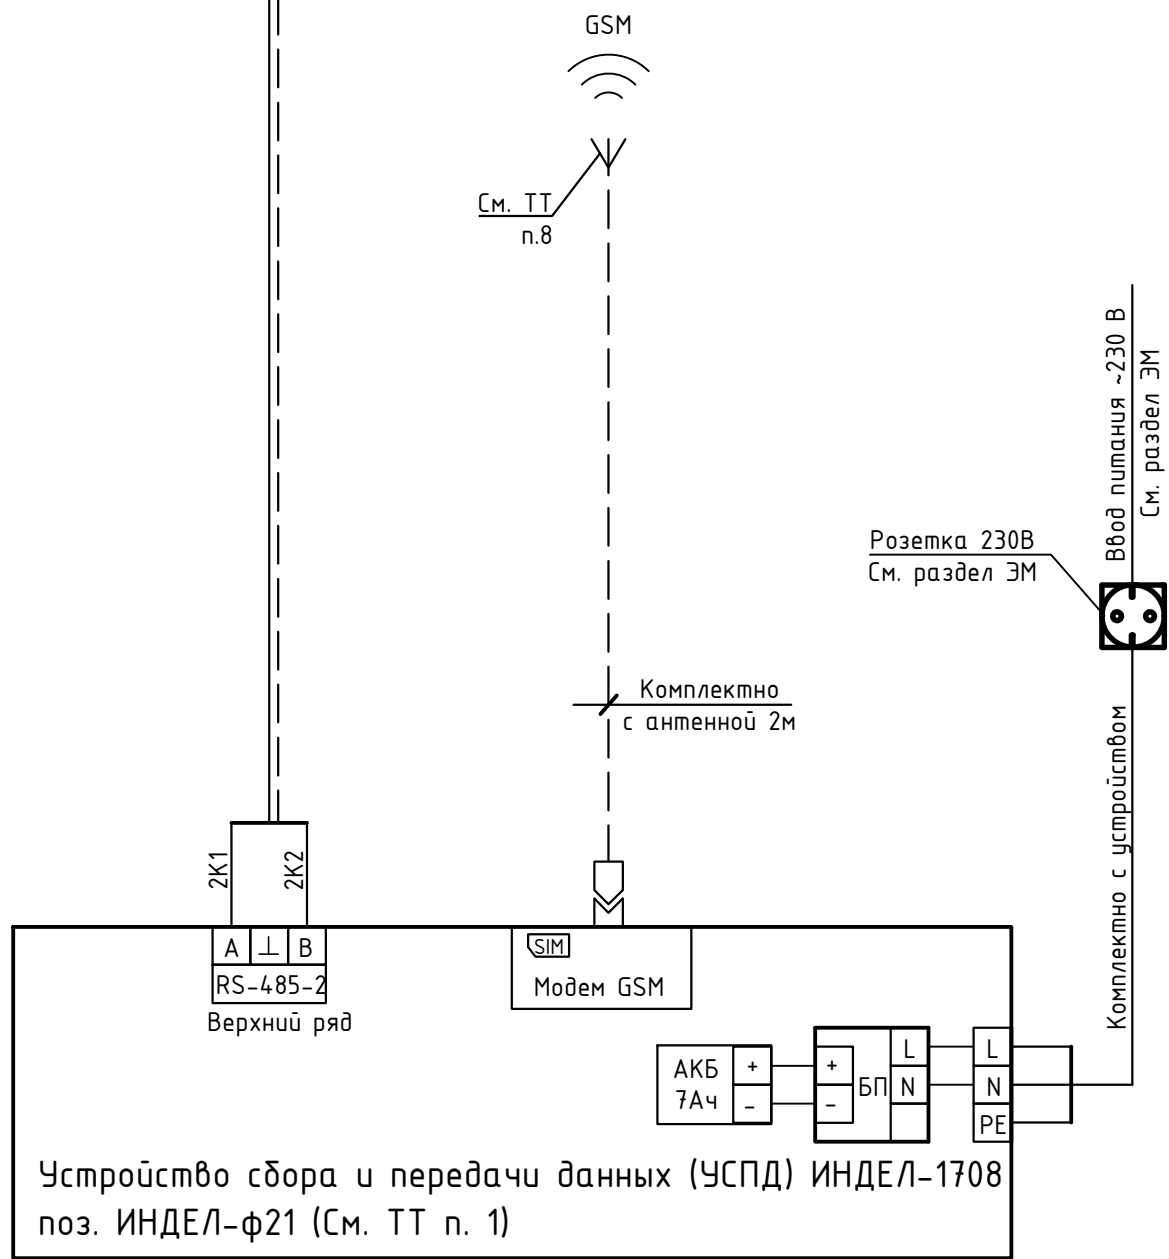 GSM
См. ТТ
п.8
Ввод питания ~230 В
См. раздел ЭМ
Розетка 230В
См. раздел ЭМ
Комплектно
с антенной 2м
Комплектно с устройством
2К1
2К2
A ⊥ B
RS-485-2
Верхний ряд
SIM
Модем GSM
АКБ
7Ач
+
-
+
-
БП
L
N
L
N
PE
Устройство сбора и передачи данных (УСПД) ИНДЕЛ-1708
поз. ИНДЕЛ-ф21 (См. ТТ п. 1)